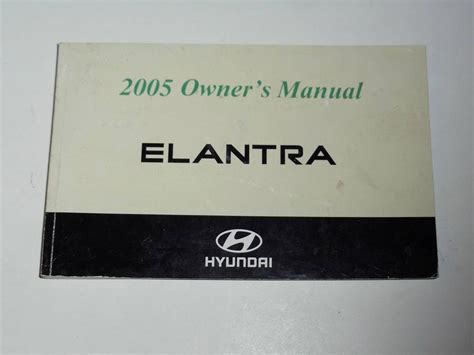 2005 Owner's Manual
ELANTRA
HYUNDAI